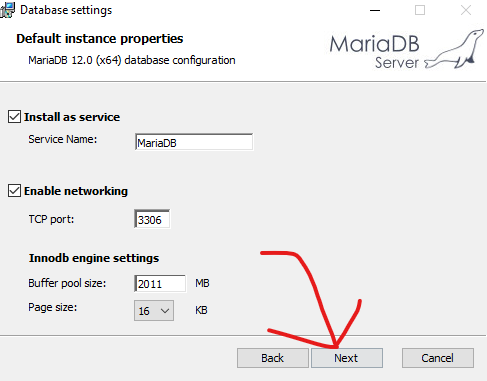 Database settings
Default instance properties
MariaDB 12.0 (x64) database configuration
MariaDB
Server
Install as service
Service Name: MariaDB
Enable networking
TCP port: 3306
Innodb engine settings
Buffer pool size: 2011 MB
Page size: 16 KB
Back Next Cancel